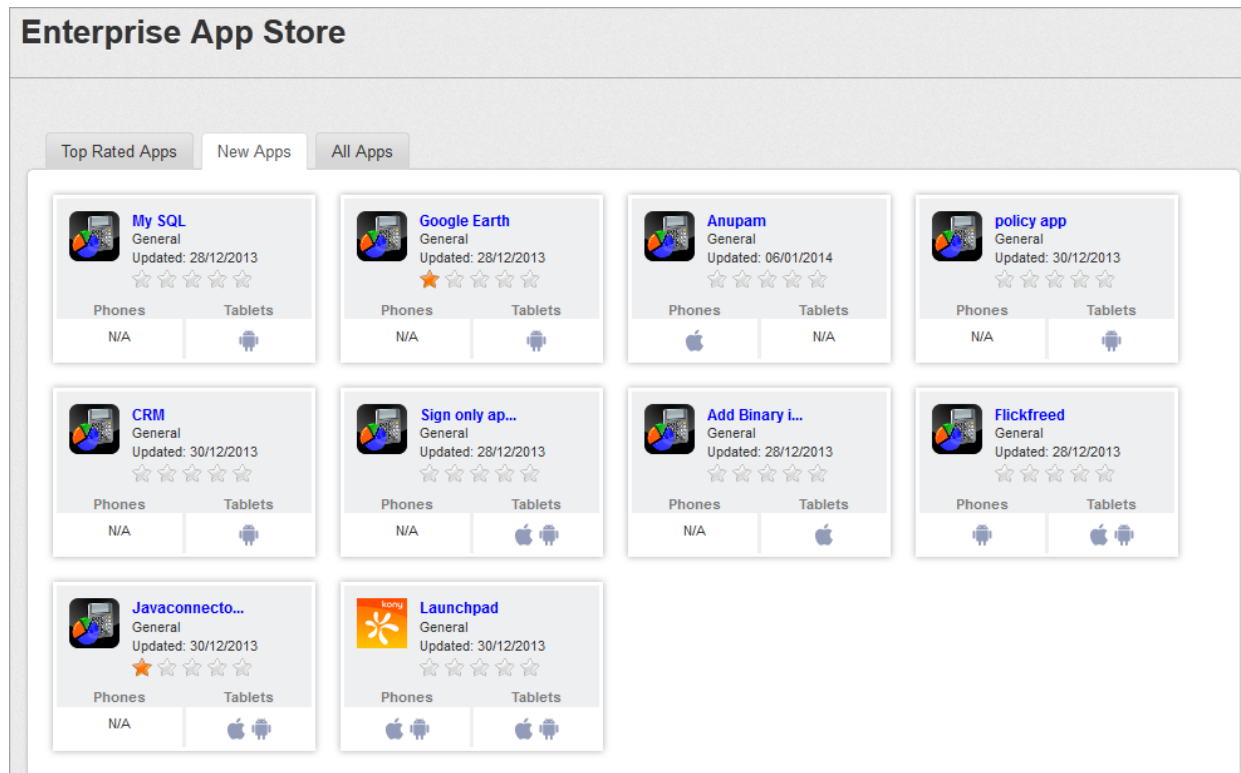 Enterprise App Store
Top Rated Apps New Apps All Apps
My SQL
General
Updated: 28/12/2013
Phones Tablets
N/A
Google Earth
General
Updated: 28/12/2013
Phones Tablets
N/A
Anupam
General
Updated: 06/01/2014
Phones Tablets
N/A
policy app
General
Updated: 30/12/2013
Phones Tablets
N/A
CRM
General
Updated: 30/12/2013
Phones Tablets
N/A
Sign only ap...
General
Updated: 28/12/2013
Phones Tablets
N/A
Add Binary i...
General
Updated: 28/12/2013
Phones Tablets
N/A
Flickfreed
General
Updated: 28/12/2013
Phones Tablets
Javaconnecto...
General
Updated: 30/12/2013
Phones Tablets
N/A
kony
Launchpad
General
Updated: 30/12/2013
Phones Tablets